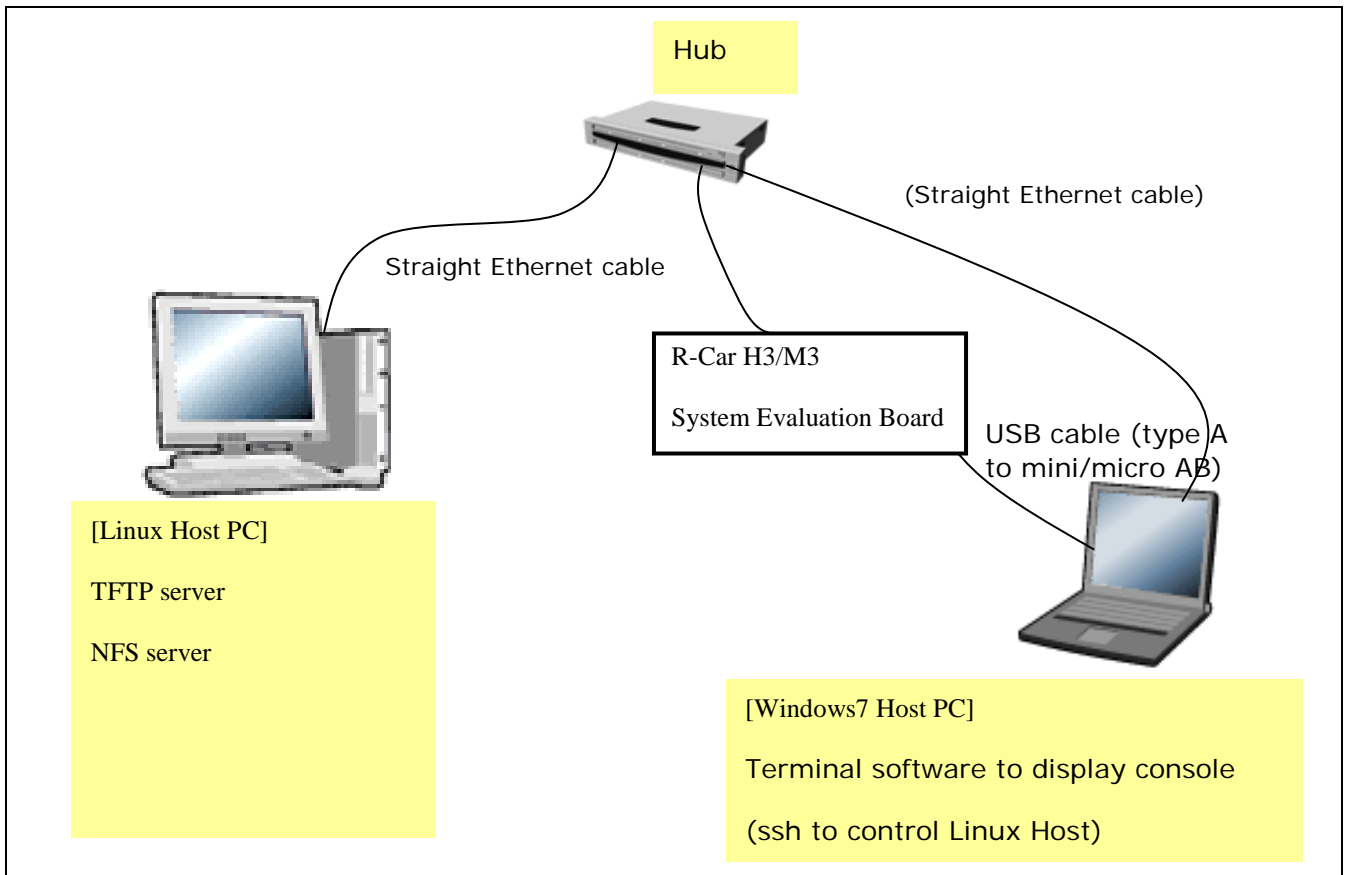 Hub
(Straight Ethernet cable)
Straight Ethernet cable
R-Car H3/M3
System Evaluation Board
USB cable (type A
to mini/micro AB)
[Linux Host PC]
TFTP server
NFS server
[Windows7 Host PC]
Terminal software to display console
(ssh to control Linux Host)